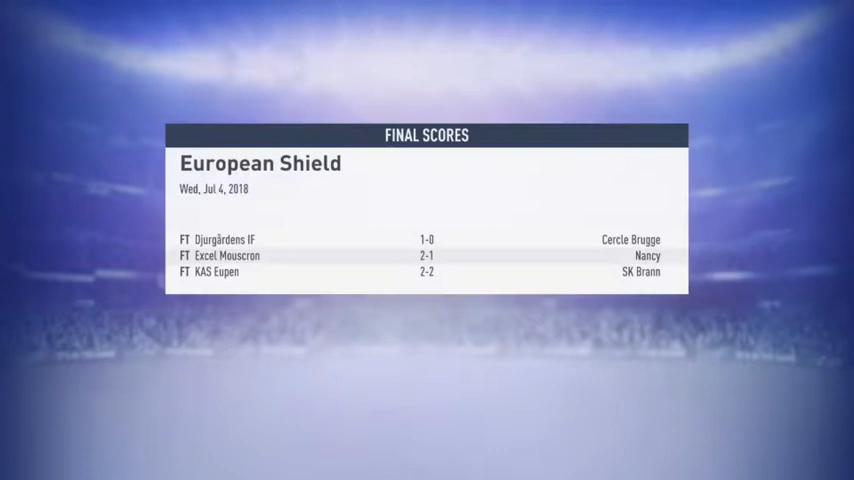 FINAL SCORES
European Shield
Wed, Jul 4, 2018
FT Djurgårdens IF 1-0 Cercle Brugge
FT Excel Mouscron 2-1 Nancy
FT KAS Eupen 2-2 SK Brann